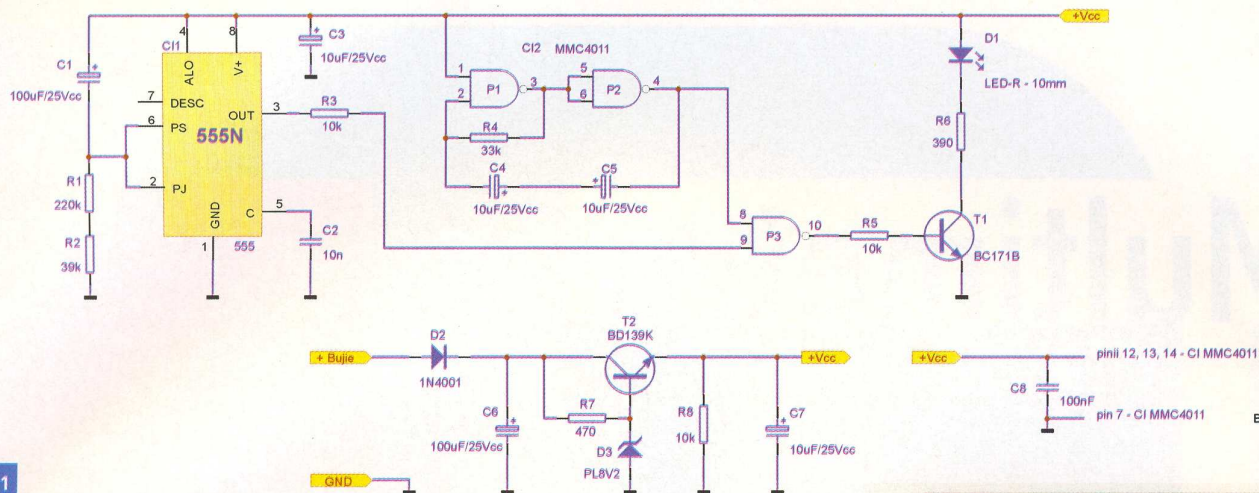 +Vcc
C1
100uF/25Vcc
R1
220k
R2
39k
CI1
4
8
ALO
V+
7
DESC
6
PS
OUT
3
555N
2
PJ
GND
C
5
1
555
C3
10uF/25Vcc
R3
10k
C2
10n
CI2 MMC4011
1
2
P1
3
5
6
P2
4
R4
33k
C4
10uF/25Vcc
C5
10uF/25Vcc
8
9
P3
10
R5
10k
D1
LED-R - 10mm
R6
390
T1
BC171B
+ Bujie
D2
1N4001
C6
100uF/25Vcc
T2
BD139K
R7
470
D3
PL8V2
R8
10k
C7
10uF/25Vcc
+Vcc
GND
+Vcc
pinii 12, 13, 14 - CI MMC4011
C8
100nF
pin 7 - CI MMC4011
1